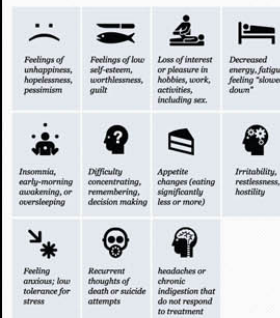 Feelings of
unhappiness,
hopelessness,
pessimism
Feelings of low
self-esteem,
worthlessness,
guilt
Loss of interest
or pleasure in
hobbies, work,
activities,
including sex.
Decreased
energy, fatigu
feeling "slowe
down"
Insomnia,
early-morning
awakening, or
oversleeping
Difficulty
concentrating,
remembering,
decision making
Appetite
changes (eating
significantly
less or more)
Irritability,
restlessness,
hostility
Feeling
anxious; low
tolerance for
stress
Recurrent
thoughts of
death or suicide
attempts
headaches or
chronic
indigestion that
do not respond
to treatment